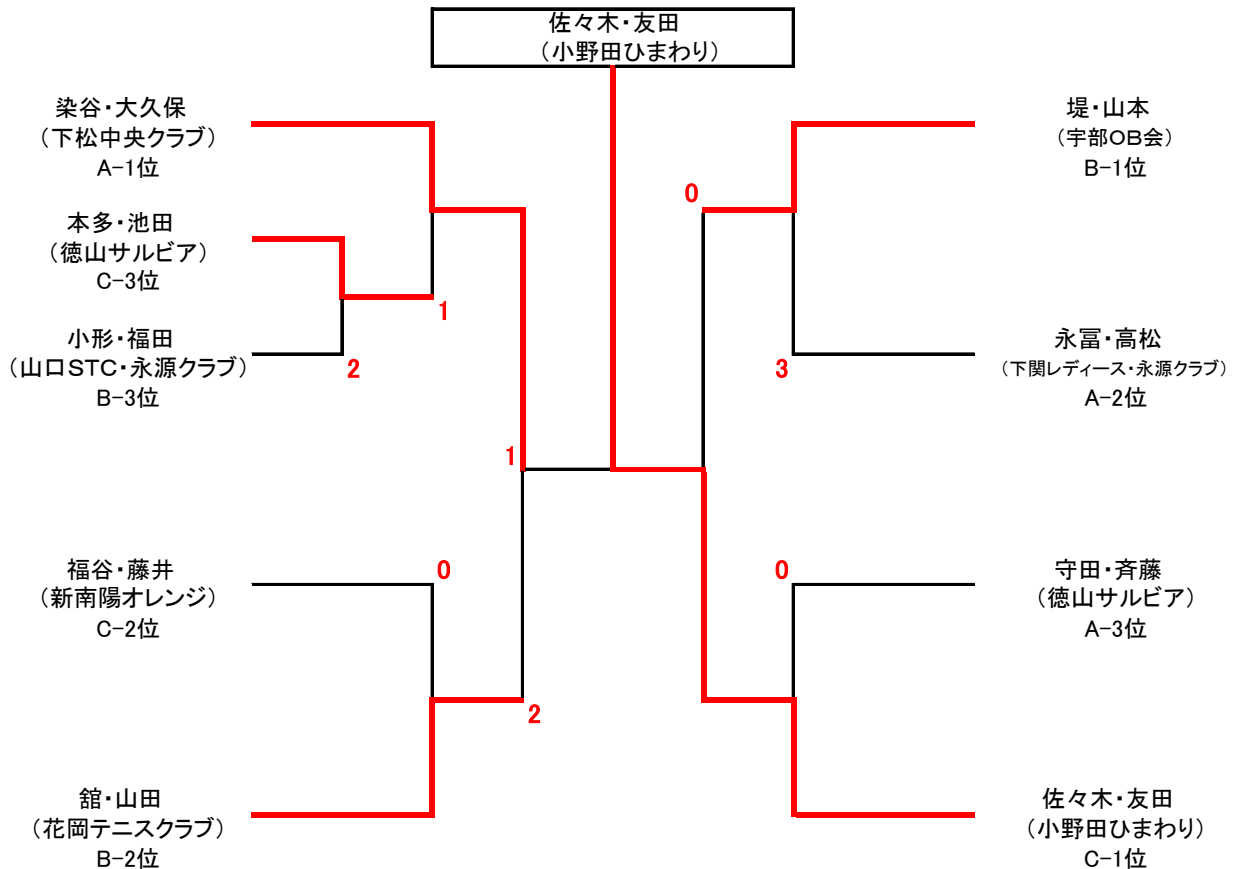 佐々木・友田
(小野田ひまわり)
染谷・大久保
(下松中央クラブ)
A-1位
本多・池田
(徳山サルビア)
C-3位
1
小形・福田
(山口STC・永源クラブ)
B-3位
2
1
福谷・藤井
(新南陽オレンジ)
C-2位
0
2
舘・山田
(花岡テニスクラブ)
B-2位
堤・山本
(宇部OB会)
B-1位
0
永冨・高松
(下関レディース・永源クラブ)
A-2位
3
守田・斉藤
(徳山サルビア)
A-3位
0
佐々木・友田
(小野田ひまわり)
C-1位